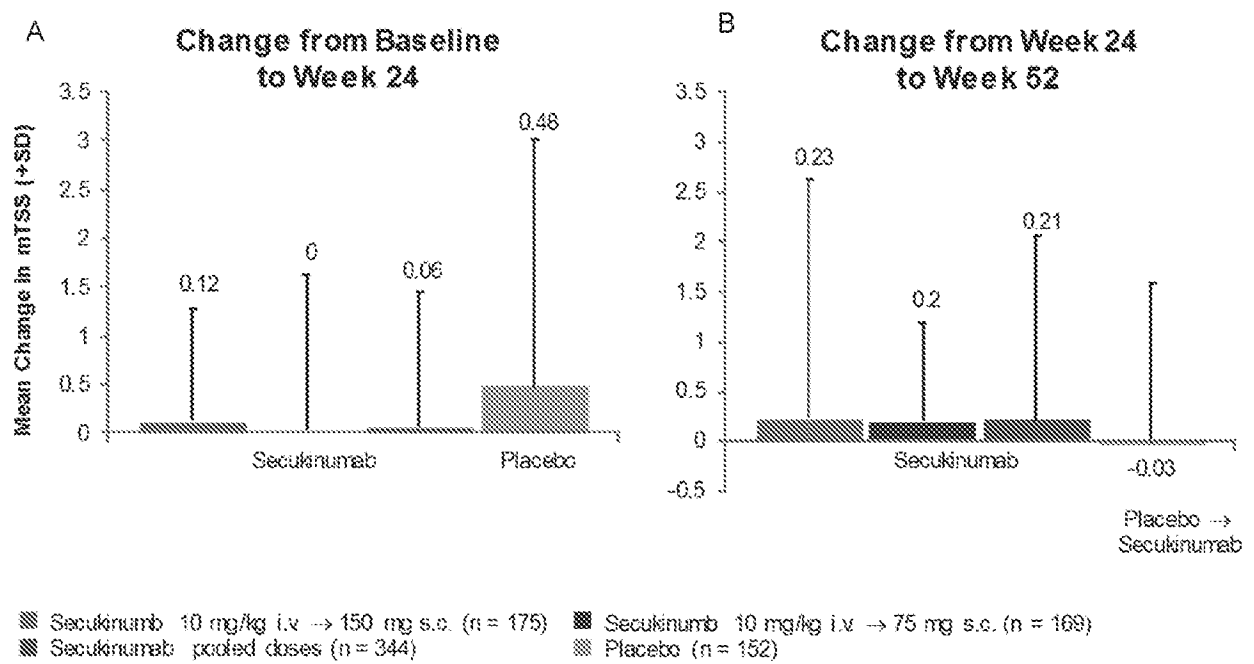 A
Change from Baseline
to Week 24
Mean Change in mTSS (+SD)
3.5
3
2.5
2
1.5
1
0.5
0
0.12
0
0.06
0.48
Secukinumab
Placebo
B
Change from Week 24
to Week 52
3.5
3
2.5
2
1.5
1
0.5
0
-0.5
0.23
0.2
0.21
-0.03
Secukinumab
Placebo →
Secukinumab
Secukinumb 10 mg/kg i.v. → 150 mg s.c. (n = 175)
Secukinumb 10 mg/kg i.v. → 75 mg s.c. (n = 169)
Secukinumab pooled doses (n = 344)
Placebo (n = 152)